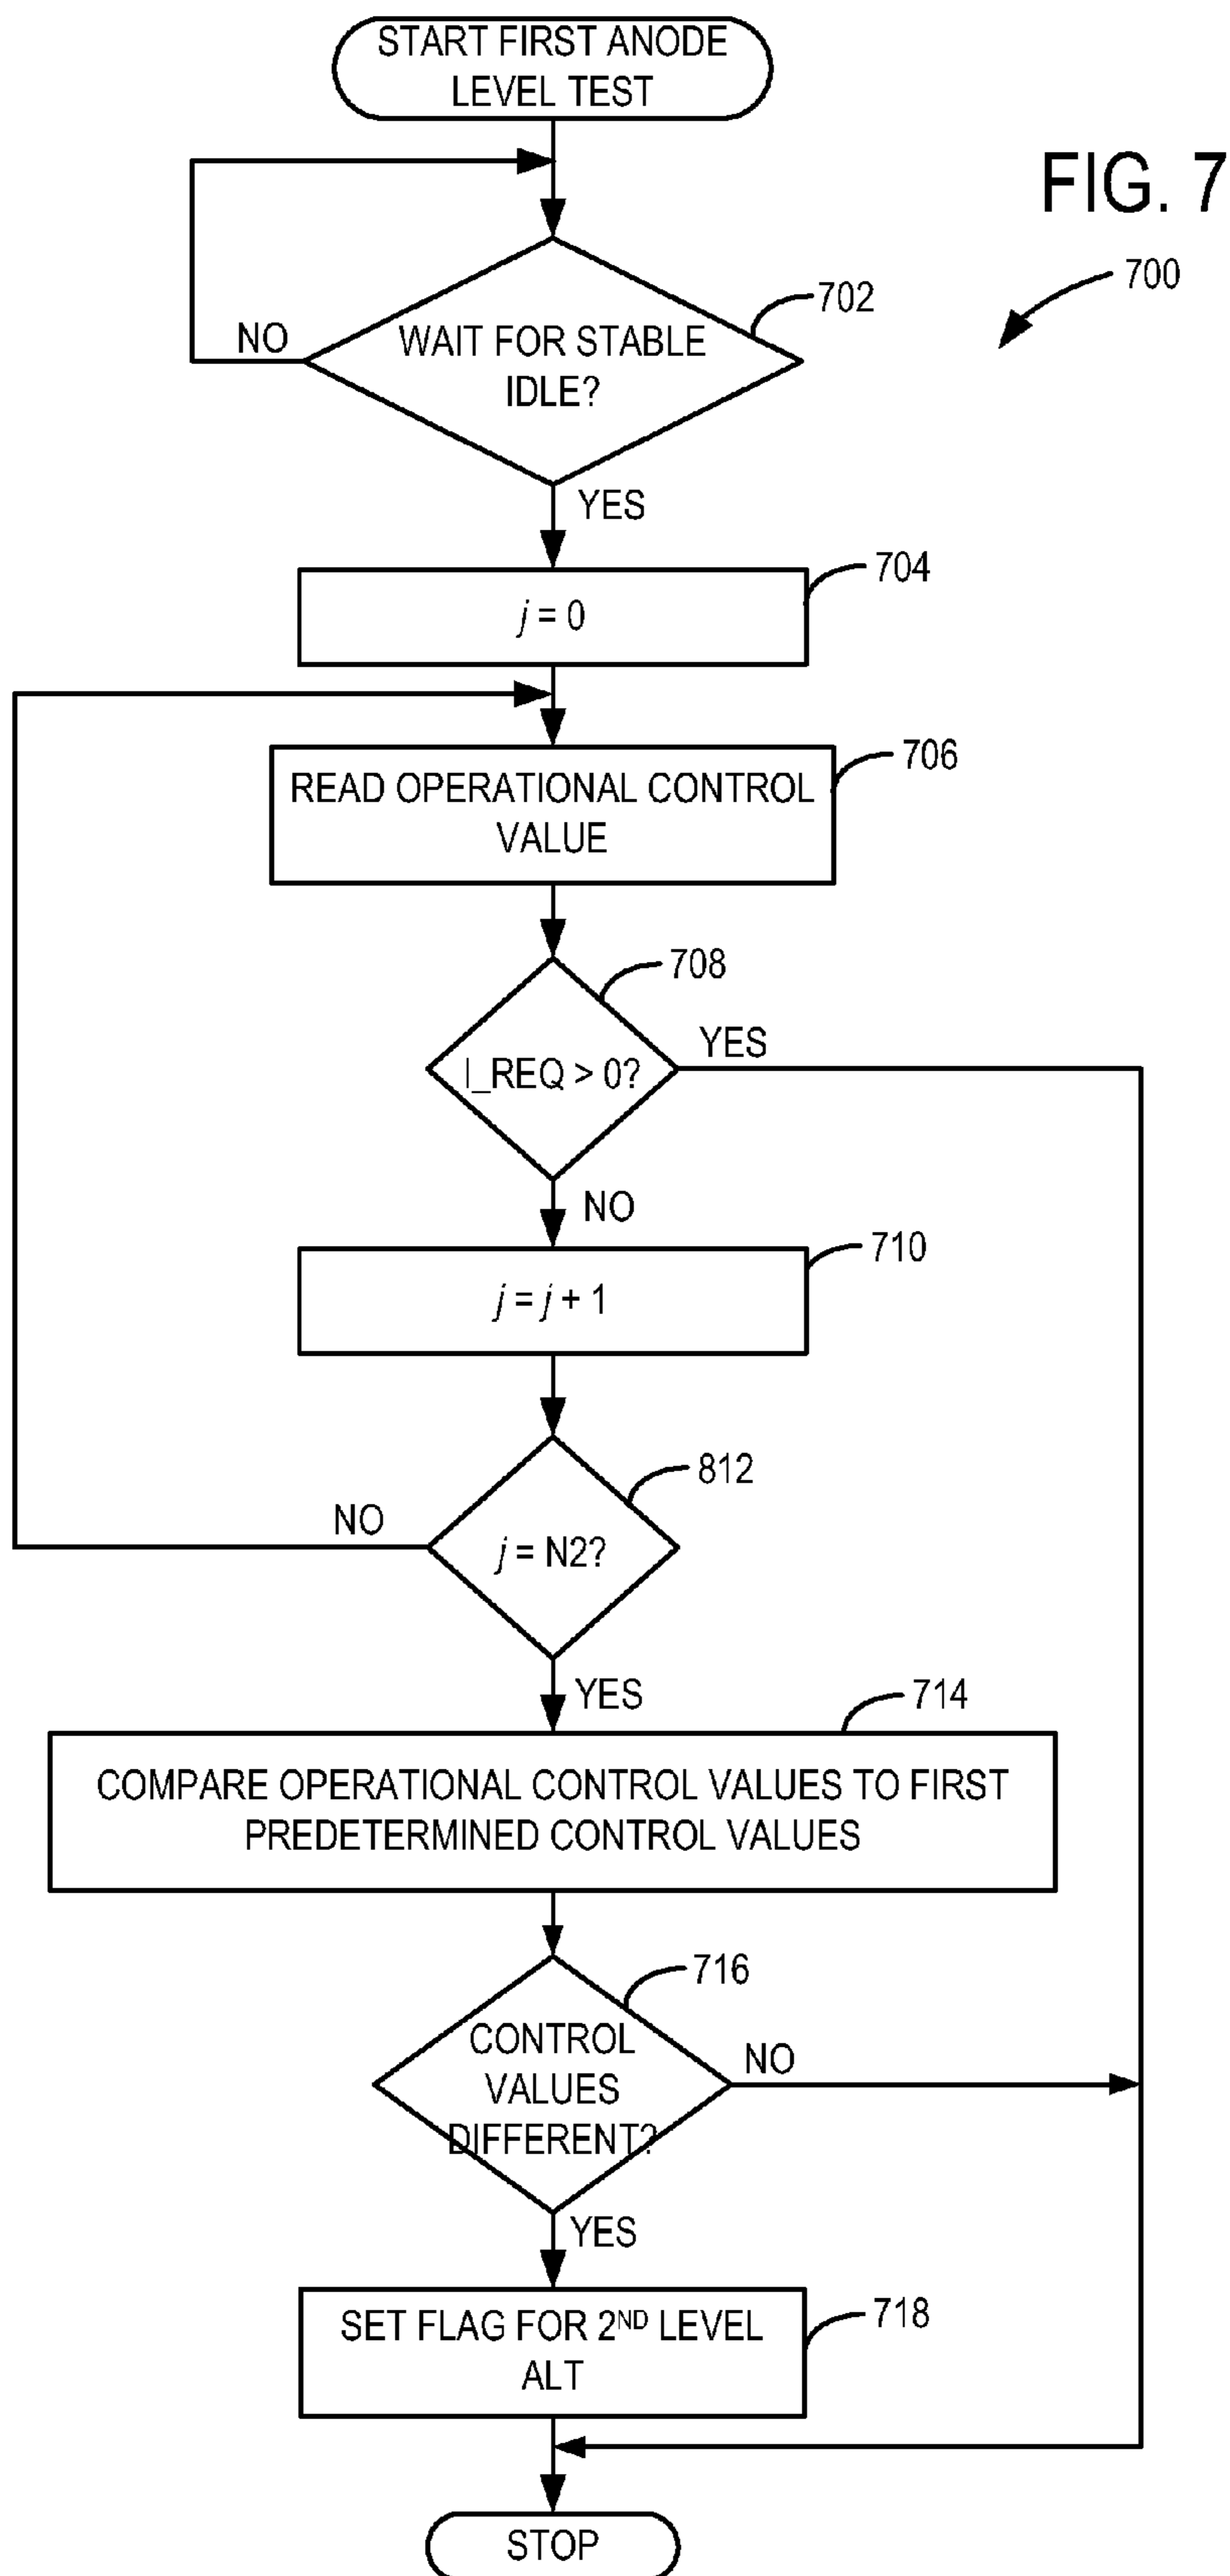 START FIRST ANODE
LEVEL TEST
FIG. 7
700
702
WAIT FOR STABLE
IDLE?
NO
YES
704
j = 0
706
READ OPERATIONAL CONTROL
VALUE
708
I_REQ > 0?
YES
NO
710
j = j + 1
812
j = N2?
NO
YES
714
COMPARE OPERATIONAL CONTROL VALUES TO FIRST
PREDETERMINED CONTROL VALUES
716
CONTROL
VALUES
DIFFERENT?
NO
YES
718
SET FLAG FOR 2ND LEVEL
ALT
STOP